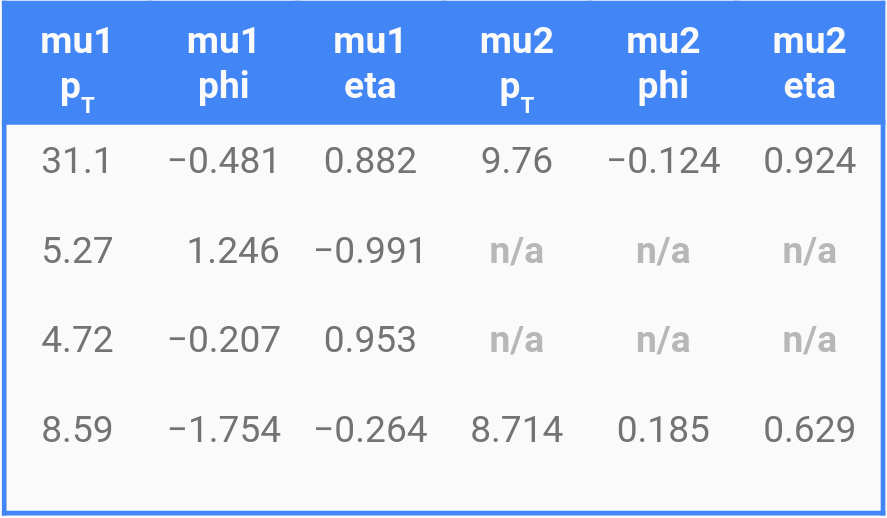 mu1 pT mu1 phi mu1 eta mu2 pT mu2 phi mu2 eta
31.1 −0.481 0.882 9.76 −0.124 0.924
5.27 1.246 −0.991 n/a n/a n/a
4.72 −0.207 0.953 n/a n/a n/a
8.59 −1.754 −0.264 8.714 0.185 0.629